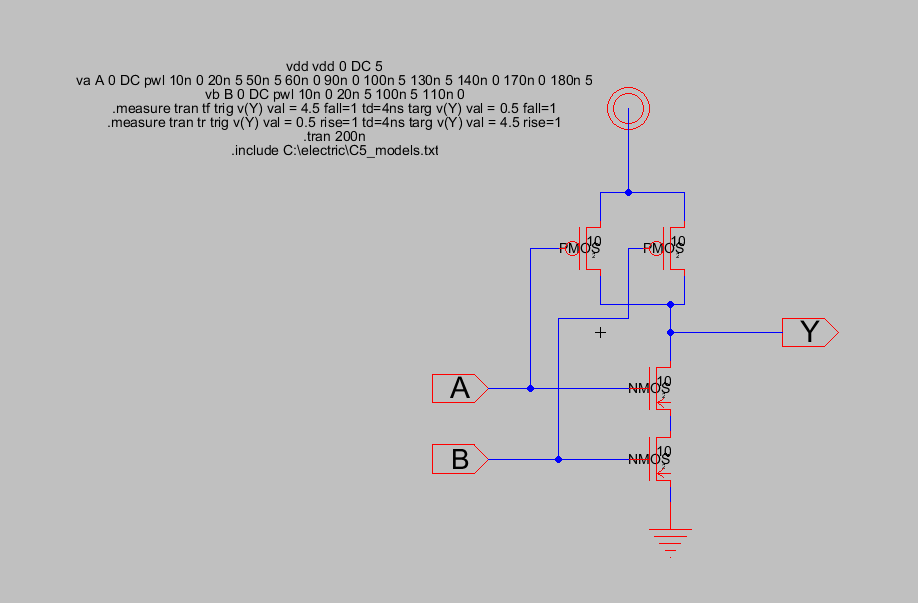 vdd vdd 0 DC 5
va A 0 DC pwl 10n 0 20n 5 50n 5 60n 0 90n 0 100n 5 130n 5 140n 0 170n 0 180n 5
vb B 0 DC pwl 10n 0 20n 5 100n 5 110n 0
.measure tran tf trig v(Y) val = 4.5 fall=1 td=4ns targ v(Y) val = 0.5 fall=1
.measure tran tr trig v(Y) val = 0.5 rise=1 td=4ns targ v(Y) val = 4.5 rise=1
.tran 200n
.include C:\electric\C5_models.txt
10 10
PMOS PMOS
Y
10
A NMOS
10
B NMOS